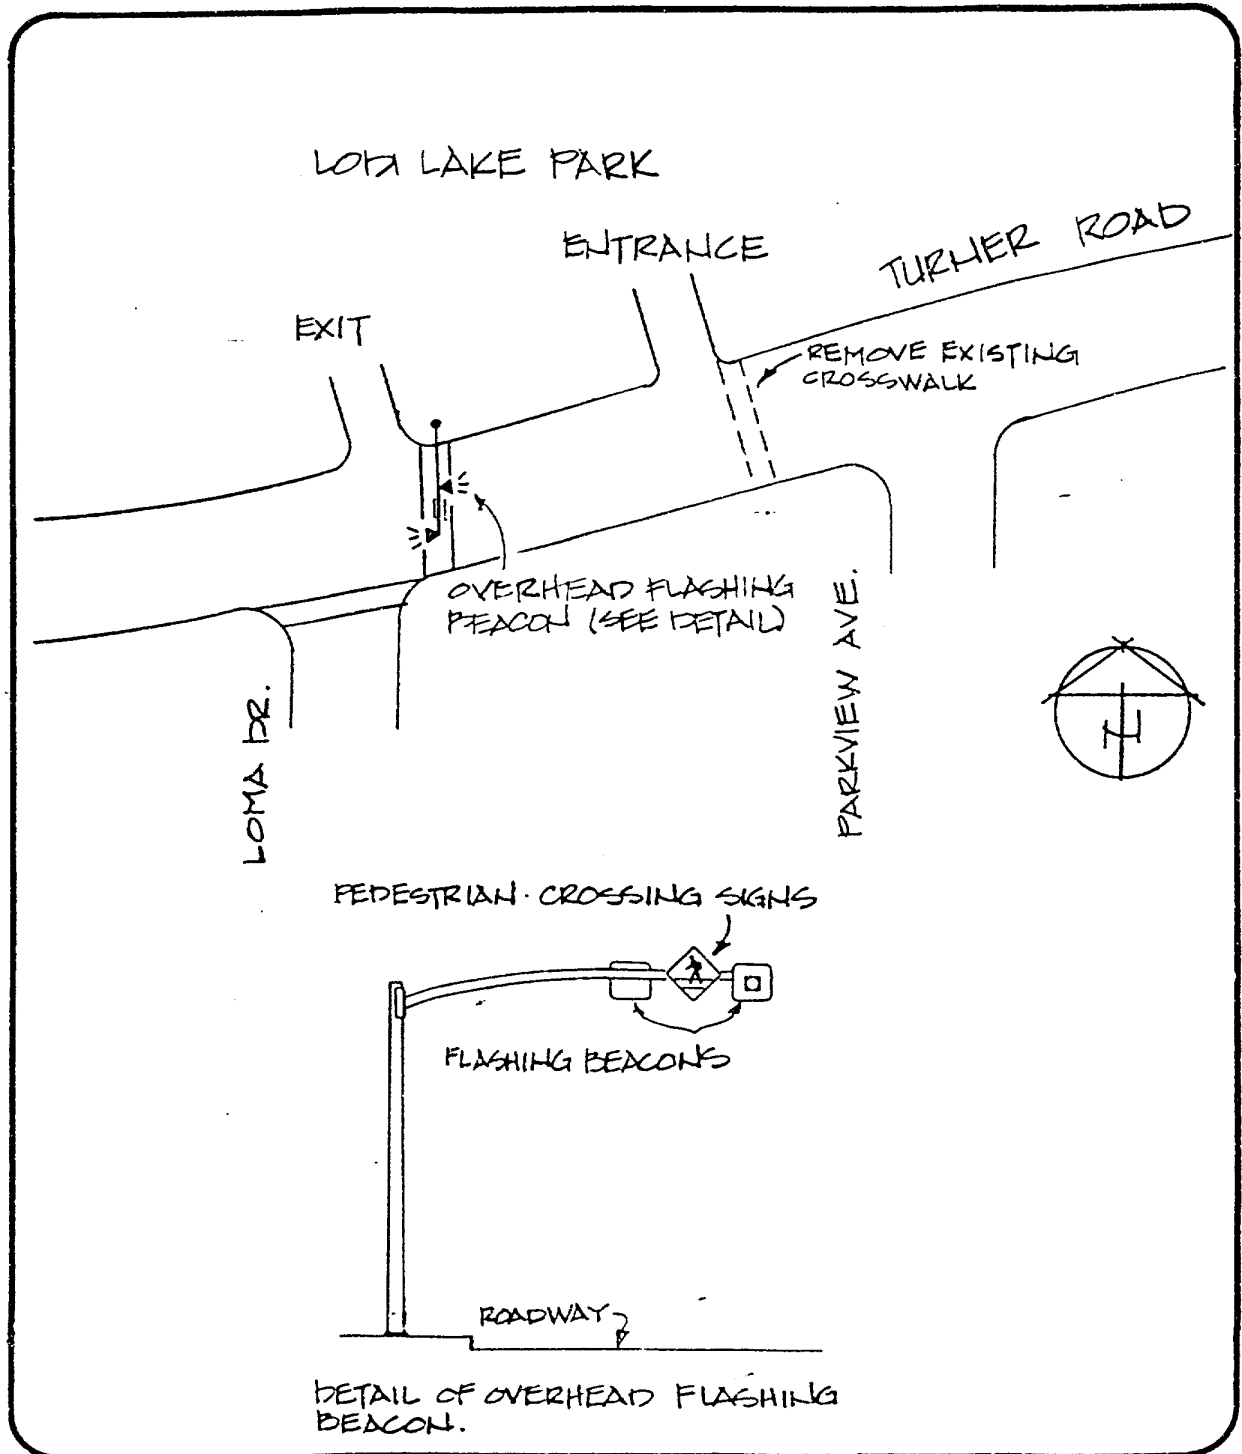 LODI LAKE PARK
ENTRANCE
TURNER ROAD
EXIT
REMOVE EXISTING
CROSSWALK
OVERHEAD FLASHING
BEACON (SEE DETAIL)
LOMA DR.
PARKVIEW AVE.
N
PEDESTRIAN CROSSING SIGNS
FLASHING BEACONS
ROADWAY
DETAIL OF OVERHEAD FLASHING
BEACON.